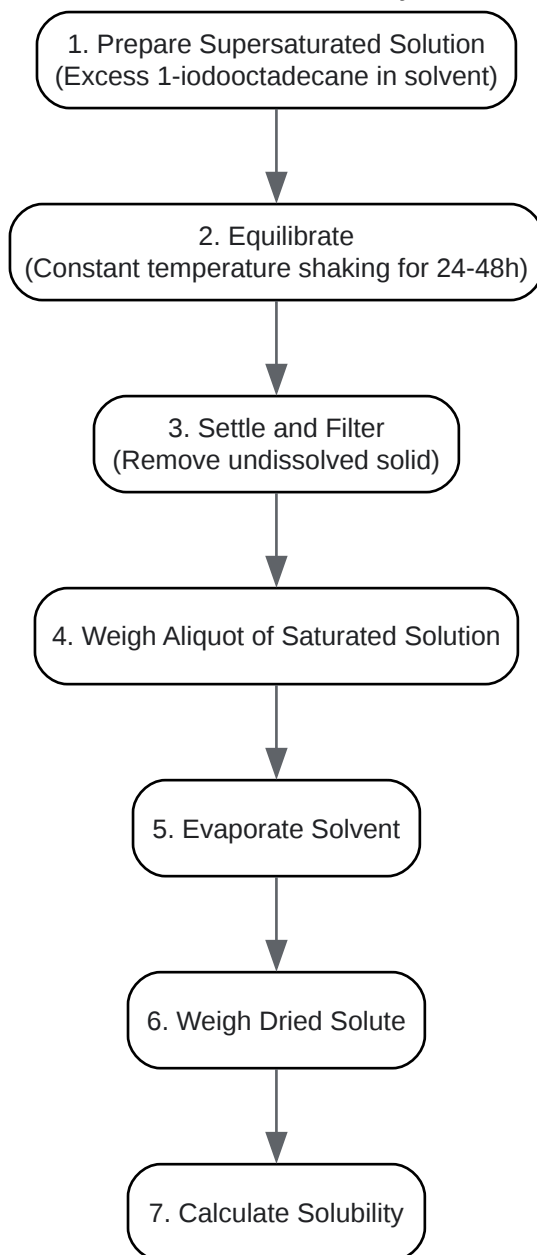 1. Prepare Supersaturated Solution
(Excess 1-iodooctadecane in solvent)
2. Equilibrate
(Constant temperature shaking for 24-48h)
3. Settle and Filter
(Remove undissolved solid)
4. Weigh Aliquot of Saturated Solution
5. Evaporate Solvent
6. Weigh Dried Solute
7. Calculate Solubility